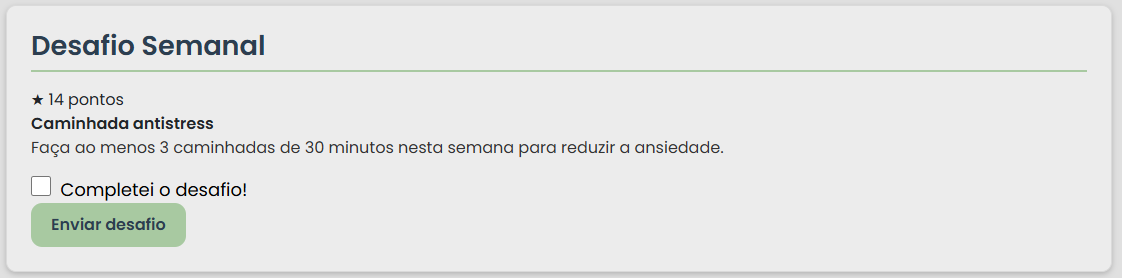 Desafio Semanal
★ 14 pontos
Caminhada antistress
Faça ao menos 3 caminhadas de 30 minutos nesta semana para reduzir a ansiedade.
Completei o desafio!
Enviar desafio